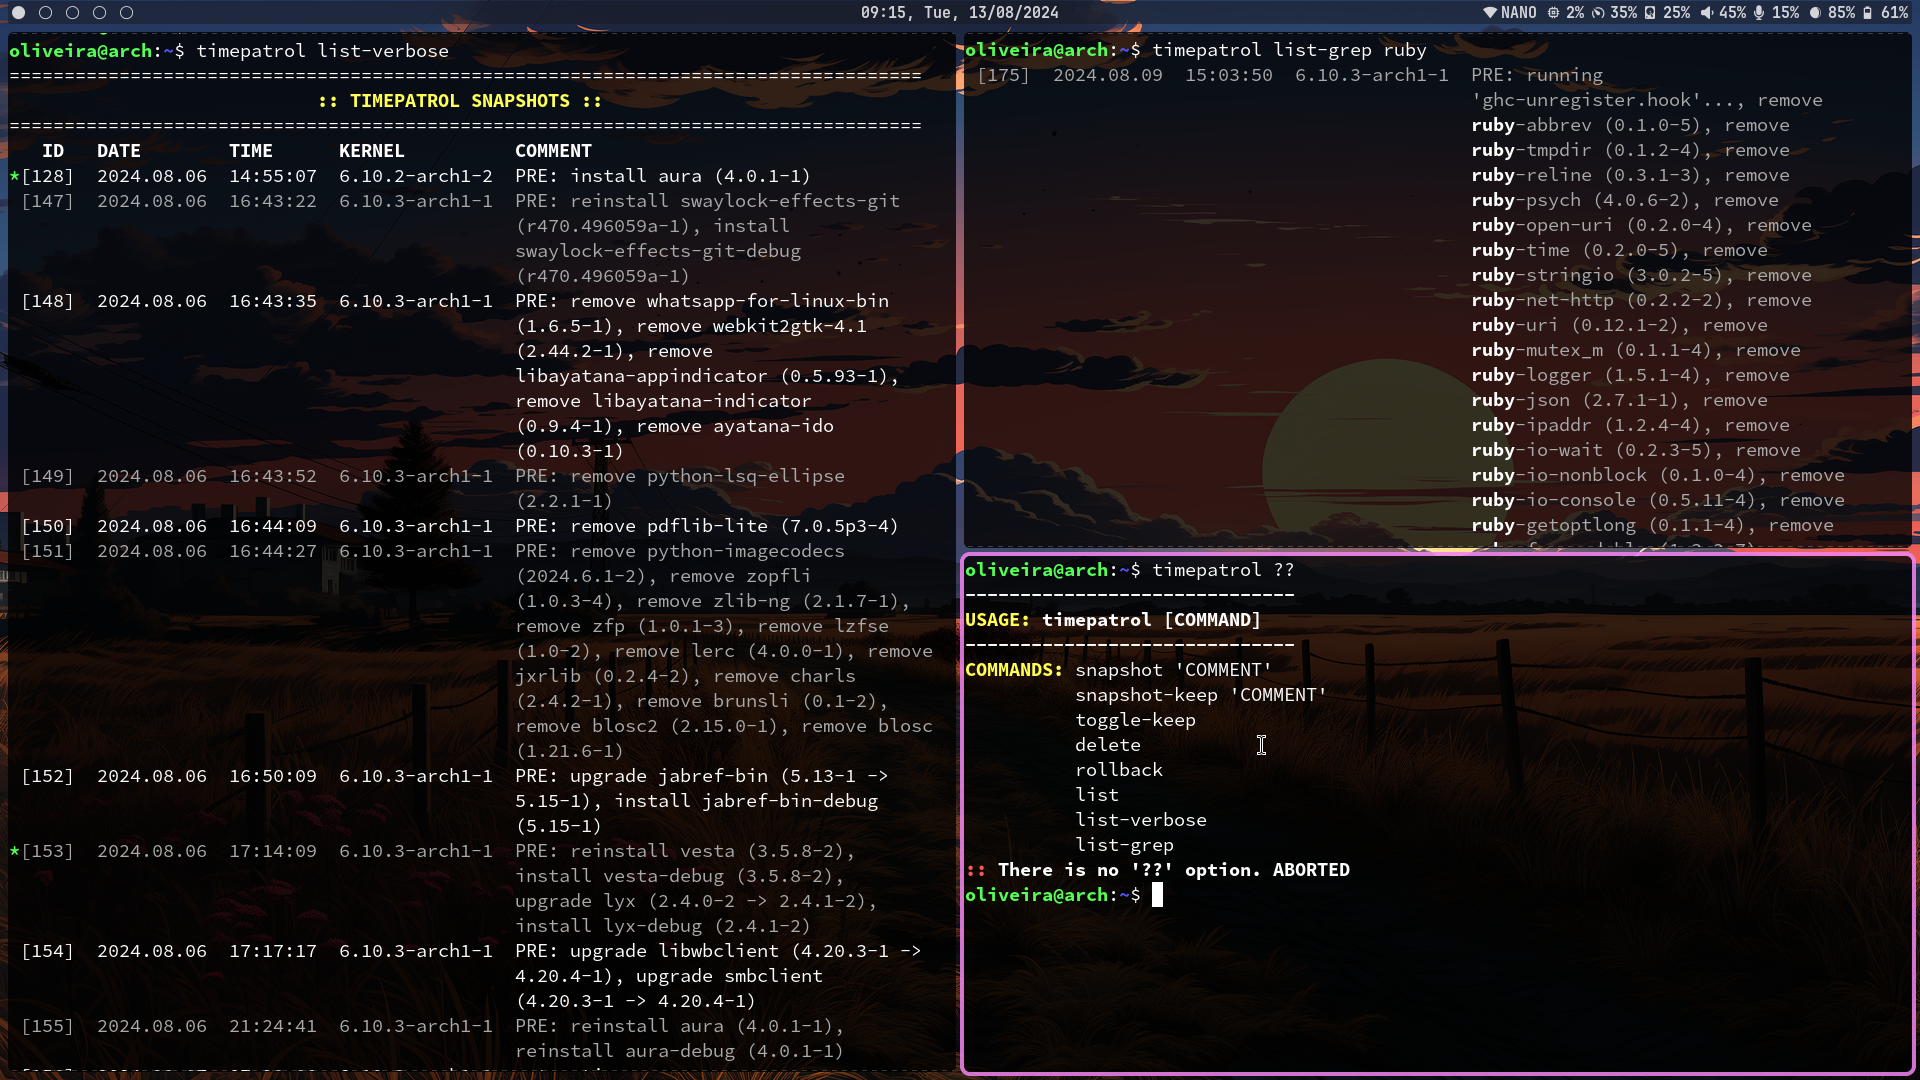 09:15, Tue, 13/08/2024
NANO 2% 35% 25% 45% 15% 85% 61%
oliveira@arch:~$ timepatrol list-verbose
===================================================================================
:: TIMEPATROL SNAPSHOTS ::
===================================================================================
ID DATE TIME KERNEL COMMENT
*[128] 2024.08.06 14:55:07 6.10.2-arch1-2 PRE: install aura (4.0.1-1)
[147] 2024.08.06 16:43:22 6.10.3-arch1-1 PRE: reinstall swaylock-effects-git
(r470.496059a-1), install
swaylock-effects-git-debug
(r470.496059a-1)
[148] 2024.08.06 16:43:35 6.10.3-arch1-1 PRE: remove whatsapp-for-linux-bin
(1.6.5-1), remove webkit2gtk-4.1
(2.44.2-1), remove
libayatana-appindicator (0.5.93-1),
remove libayatana-indicator
(0.9.4-1), remove ayatana-ido
(0.10.3-1)
[149] 2024.08.06 16:43:52 6.10.3-arch1-1 PRE: remove python-lsq-ellipse
(2.2.1-1)
[150] 2024.08.06 16:44:09 6.10.3-arch1-1 PRE: remove pdflib-lite (7.0.5p3-4)
[151] 2024.08.06 16:44:27 6.10.3-arch1-1 PRE: remove python-imagecodecs
(2024.6.1-2), remove zopfli
(1.0.3-4), remove zlib-ng (2.1.7-1),
remove zfp (1.0.1-3), remove lzfse
(1.0-2), remove lerc (4.0.0-1), remove
jxrlib (0.2.4-2), remove charls
(2.4.2-1), remove brunsli (0.1-2),
remove blosc2 (2.15.0-1), remove blosc
(1.21.6-1)
[152] 2024.08.06 16:50:09 6.10.3-arch1-1 PRE: upgrade jabref-bin (5.13-1 ->
5.15-1), install jabref-bin-debug
(5.15-1)
*[153] 2024.08.06 17:14:09 6.10.3-arch1-1 PRE: reinstall vesta (3.5.8-2),
install vesta-debug (3.5.8-2),
upgrade lyx (2.4.0-2 -> 2.4.1-2),
install lyx-debug (2.4.1-2)
[154] 2024.08.06 17:17:17 6.10.3-arch1-1 PRE: upgrade libwbclient (4.20.3-1 ->
4.20.4-1), upgrade smbclient
(4.20.3-1 -> 4.20.4-1)
[155] 2024.08.06 21:24:41 6.10.3-arch1-1 PRE: reinstall aura (4.0.1-1),
reinstall aura-debug (4.0.1-1)
oliveira@arch:~$ timepatrol list-grep ruby
[175] 2024.08.09 15:03:50 6.10.3-arch1-1 PRE: running
'ghc-unregister.hook'..., remove
ruby-abbrev (0.1.0-5), remove
ruby-tmpdir (0.1.2-4), remove
ruby-reline (0.3.1-3), remove
ruby-psych (4.0.6-2), remove
ruby-open-uri (0.2.0-4), remove
ruby-time (0.2.0-5), remove
ruby-stringio (3.0.2-5), remove
ruby-net-http (0.2.2-2), remove
ruby-uri (0.12.1-2), remove
ruby-mutex_m (0.1.1-4), remove
ruby-logger (1.5.1-4), remove
ruby-json (2.7.1-1), remove
ruby-ipaddr (1.2.4-4), remove
ruby-io-wait (0.2.3-5), remove
ruby-io-nonblock (0.1.0-4), remove
ruby-io-console (0.5.11-4), remove
ruby-getoptlong (0.1.1-4), remove
oliveira@arch:~$ timepatrol ??
------------------------------
USAGE: timepatrol [COMMAND]
------------------------------
COMMANDS: snapshot 'COMMENT'
snapshot-keep 'COMMENT'
toggle-keep
delete
rollback
list
list-verbose
list-grep
:: There is no '??' option. ABORTED
oliveira@arch:~$